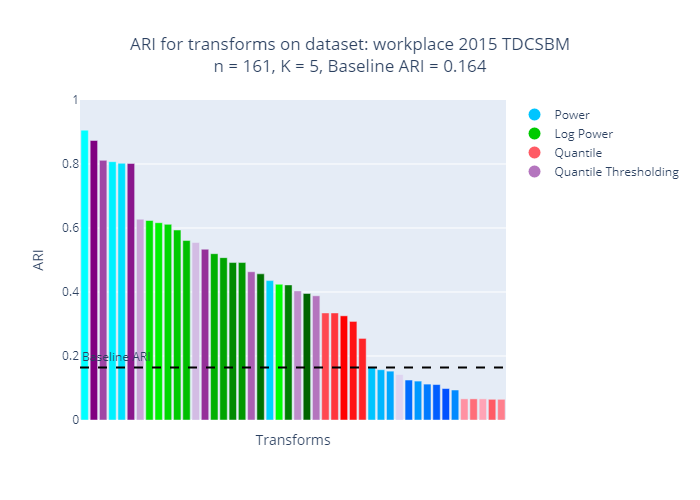 ARI for transforms on dataset: workplace 2015 TDCSBM
n = 161, K = 5, Baseline ARI = 0.164
1
0.8
0.6
0.4
0.2
0
ARI
Baseline ARI
Transforms
Power
Log Power
Quantile
Quantile Thresholding